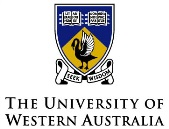 SEEK WISDOM
THE UNIVERSITY OF
WESTERN AUSTRALIA